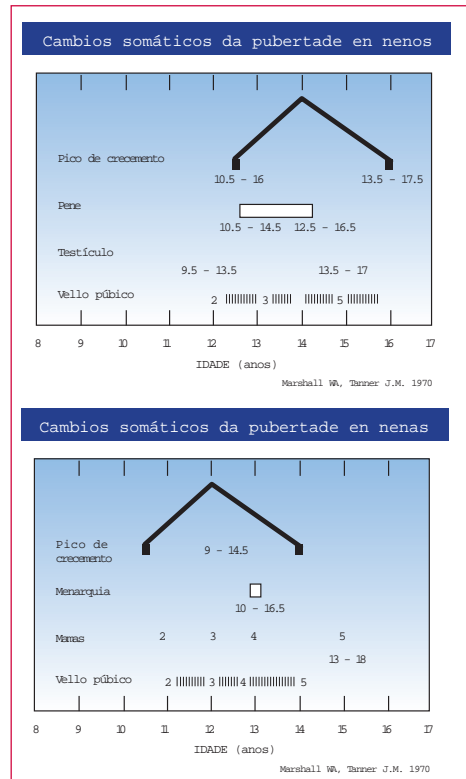 Cambios somáticos da pubertade en nenos
Pico de crecemento
10.5 - 16 13.5 - 17.5
Pene
10.5 - 14.5 12.5 - 16.5
Testículo
9.5 - 13.5 13.5 - 17
Vello púbico 2 3 5
8 9 10 11 12 13 14 15 16 17
IDADE (anos)
Marshall WA, Tanner J.M. 1970
Cambios somáticos da pubertade en nenas
Pico de
crecemento
9 - 14.5
Menarquia
10 - 16.5
Mamas 2 3 4 5
13 - 18
Vello púbico 2 3 4 5
8 9 10 11 12 13 14 15 16 17
IDADE (anos)
Marshall WA, Tanner J.M. 1970